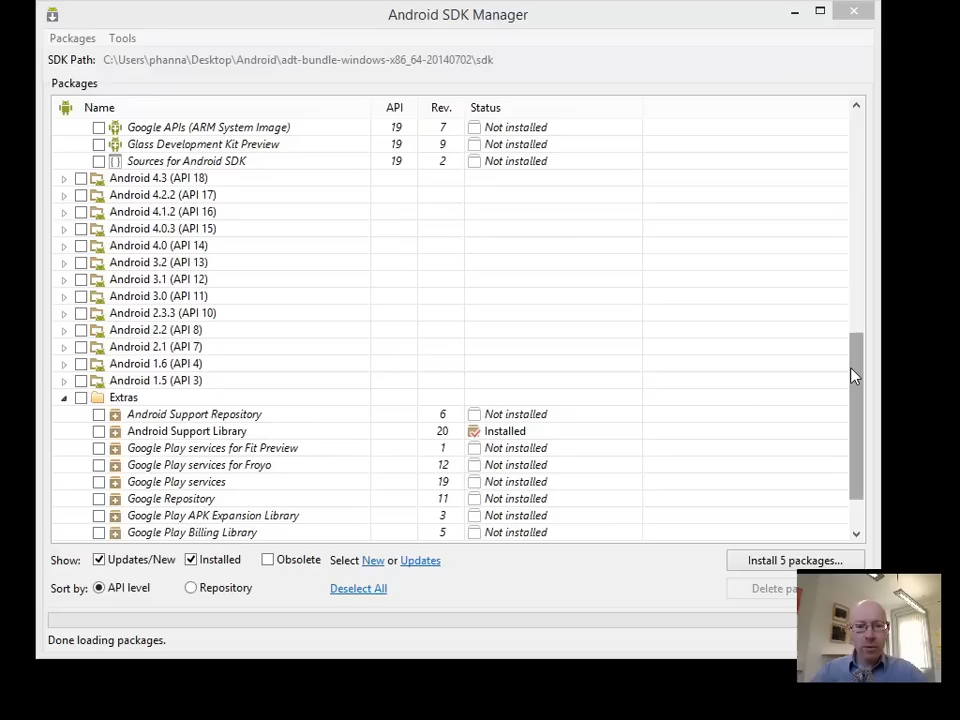 Android SDK Manager
Packages Tools
SDK Path: C:\Users\phanna\Desktop\Android\adt-bundle-windows-x86_64-20140702\sdk
Packages
Name API Rev. Status
Google APIs (ARM System Image) 19 7 Not installed
Glass Development Kit Preview 19 9 Not installed
Sources for Android SDK 19 2 Not installed
Android 4.3 (API 18)
Android 4.2.2 (API 17)
Android 4.1.2 (API 16)
Android 4.0.3 (API 15)
Android 4.0 (API 14)
Android 3.2 (API 13)
Android 3.1 (API 12)
Android 3.0 (API 11)
Android 2.3.3 (API 10)
Android 2.2 (API 8)
Android 2.1 (API 7)
Android 1.6 (API 4)
Android 1.5 (API 3)
Extras
Android Support Repository 6 Not installed
Android Support Library 20 Installed
Google Play services for Fit Preview 1 Not installed
Google Play services for Froyo 12 Not installed
Google Play services 19 Not installed
Google Repository 11 Not installed
Google Play APK Expansion Library 3 Not installed
Google Play Billing Library 5 Not installed
Show: Updates/New Installed Obsolete Select New or Updates Install 5 packages...
Sort by: API level Repository Deselect All Delete pa
Done loading packages.